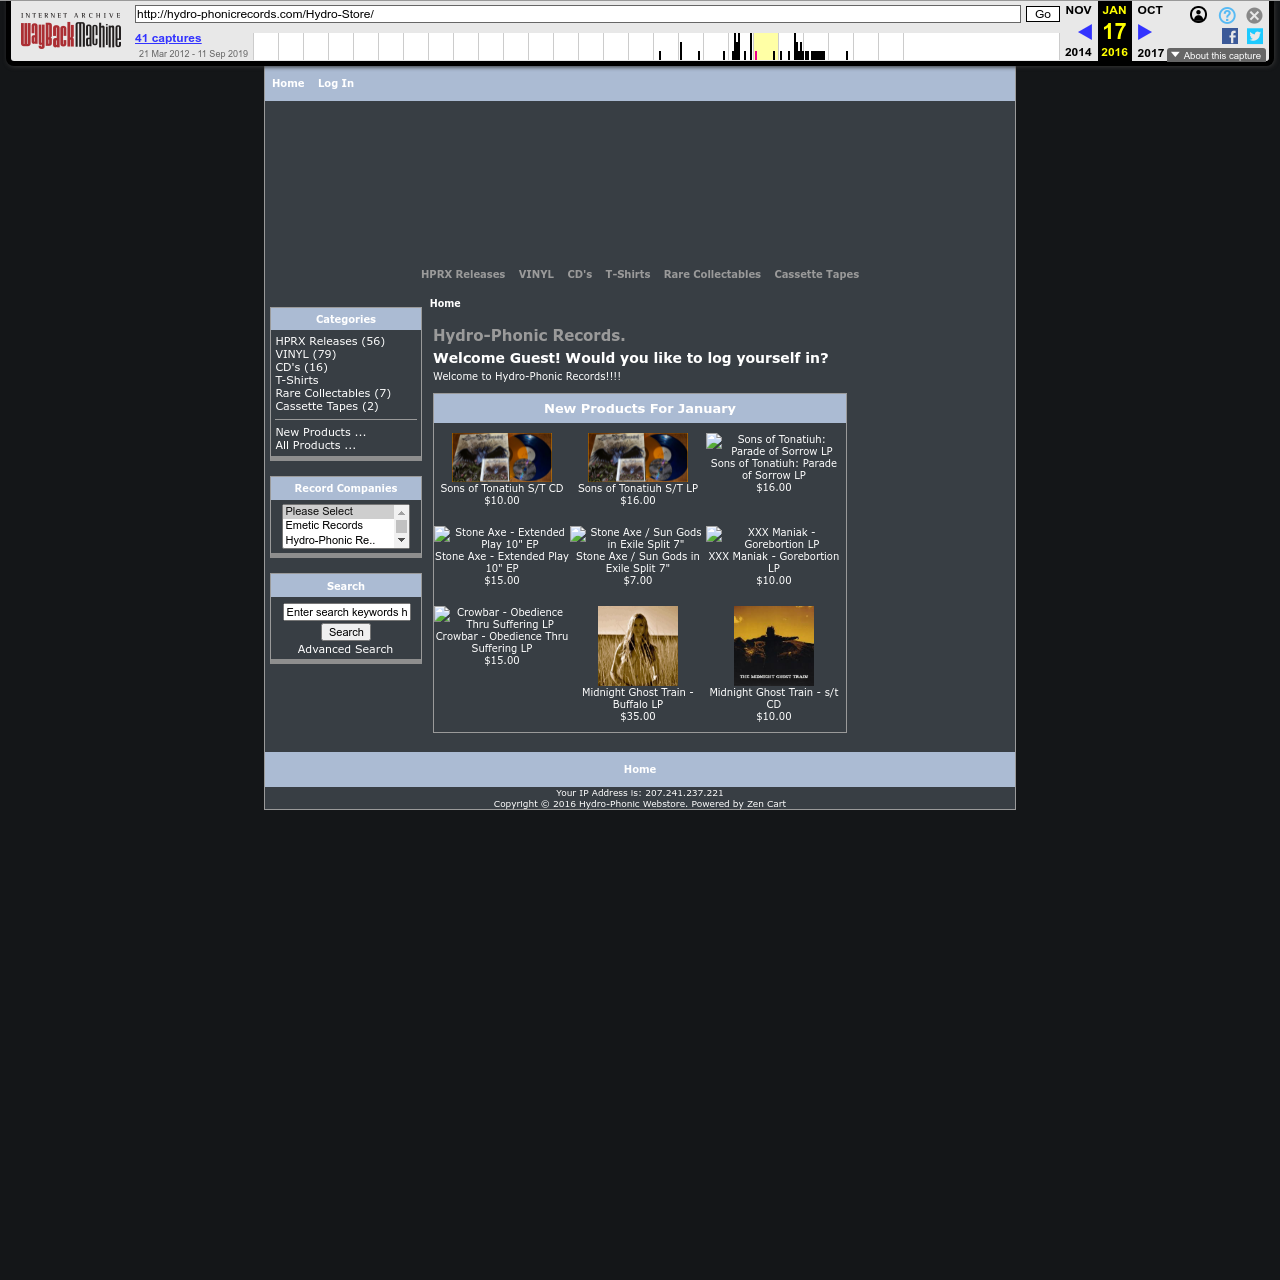 INTERNET ARCHIVE
WayBackMachine
http://hydro-phonicrecords.com/Hydro-Store/
Go
NOV
JAN
OCT
17
41 captures
21 Mar 2012 - 11 Sep 2019
2014
2016
2017
About this capture
Home
Log In
HPRX Releases
VINYL
CD's
T-Shirts
Rare Collectables
Cassette Tapes
Home
Categories
HPRX Releases (56)
VINYL (79)
CD's (16)
T-Shirts
Rare Collectables (7)
Cassette Tapes (2)
New Products ...
All Products ...
Record Companies
Please Select
Emetic Records
Hydro-Phonic Re..
Search
Enter search keywords h
Search
Advanced Search
Hydro-Phonic Records.
Welcome Guest! Would you like to log yourself in?
Welcome to Hydro-Phonic Records!!!!
New Products For January
Sons of Tonatiuh S/T CD
$10.00
Sons of Tonatiuh S/T LP
$16.00
Sons of Tonatiuh:
Parade of Sorrow LP
Sons of Tonatiuh: Parade
of Sorrow LP
$16.00
Stone Axe - Extended
Play 10" EP
Stone Axe - Extended Play
10" EP
$15.00
Stone Axe / Sun Gods
in Exile Split 7"
Stone Axe / Sun Gods in
Exile Split 7"
$7.00
XXX Maniak -
Gorebortion LP
XXX Maniak - Gorebortion
LP
$10.00
Crowbar - Obedience
Thru Suffering LP
Crowbar - Obedience Thru
Suffering LP
$15.00
Midnight Ghost Train -
Buffalo LP
$35.00
THE MIDNIGHT GHOST TRAIN
Midnight Ghost Train - s/t
CD
$10.00
Home
Your IP Address is: 207.241.237.221
Copyright © 2016 Hydro-Phonic Webstore. Powered by Zen Cart